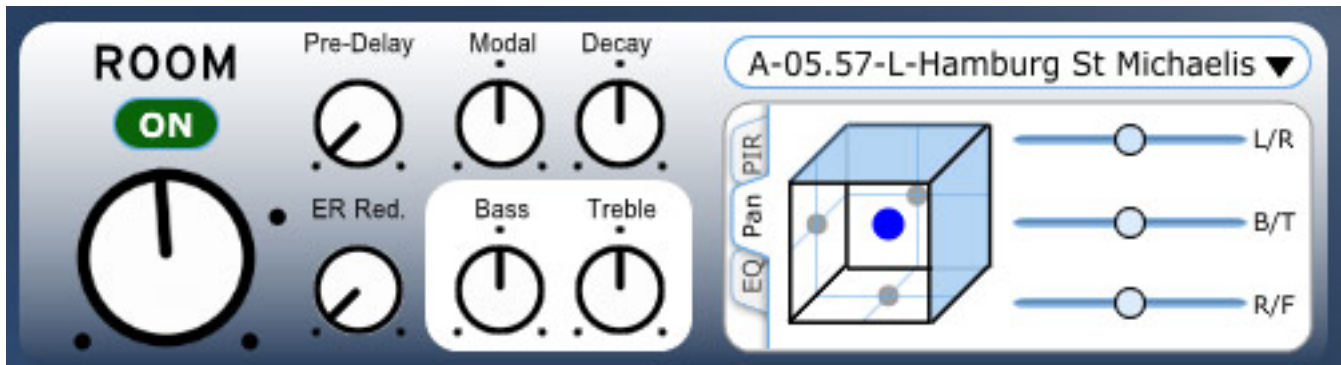 ROOM
ON
Pre-Delay
Modal
Decay
ER Red.
Bass
Treble
A-05.57-L-Hamburg St Michaelis
PIR
Pan
EQ
L/R
B/T
R/F